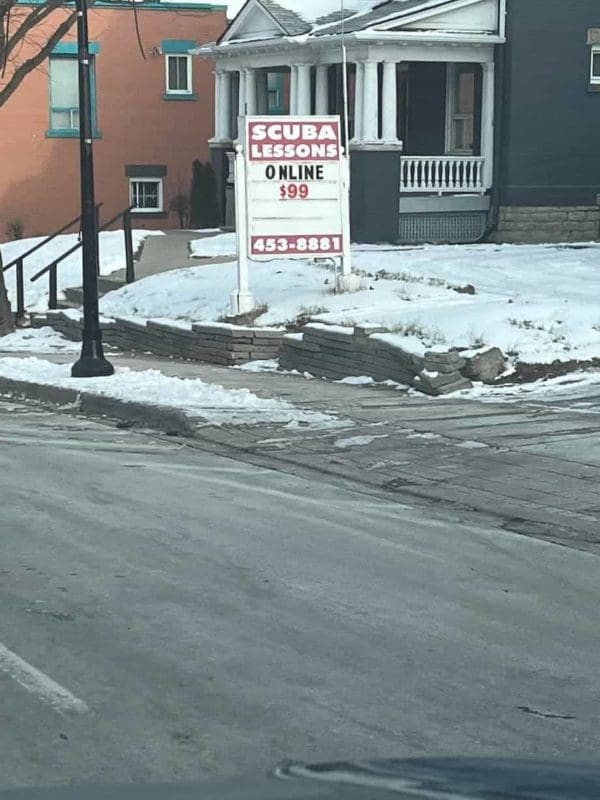 SCUBA
LESSONS
ONLINE
$99
453-8881